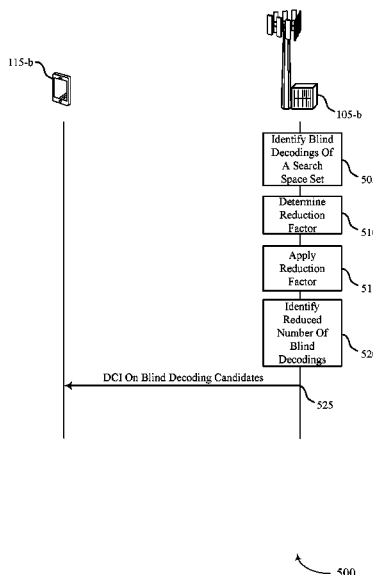 115-b
105-b
Identify Blind
Decodings Of
A Search
Space Set
Determine
Reduction
Factor
Apply
Reduction
Factor
Identify
Reduced
Number Of
Blind
Decodings
DCI On Blind Decoding Candidates
525
500